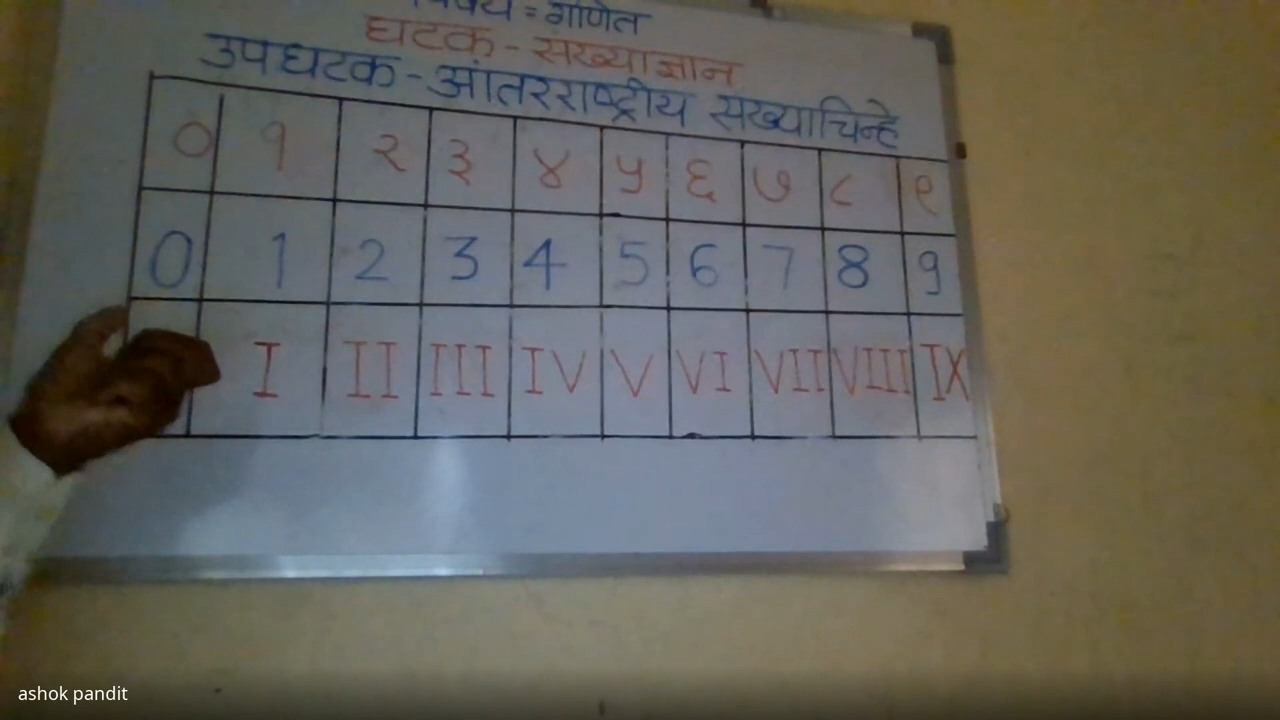 विषय = गणित
घटक - संख्याज्ञान
उपघटक - आंतरराष्ट्रीय संख्याचिन्हे
० १ २ ३ ४ ५ ६ ७ ८ ९
0 1 2 3 4 5 6 7 8 9
I II III IV V VI VII VIII IX
ashok pandit